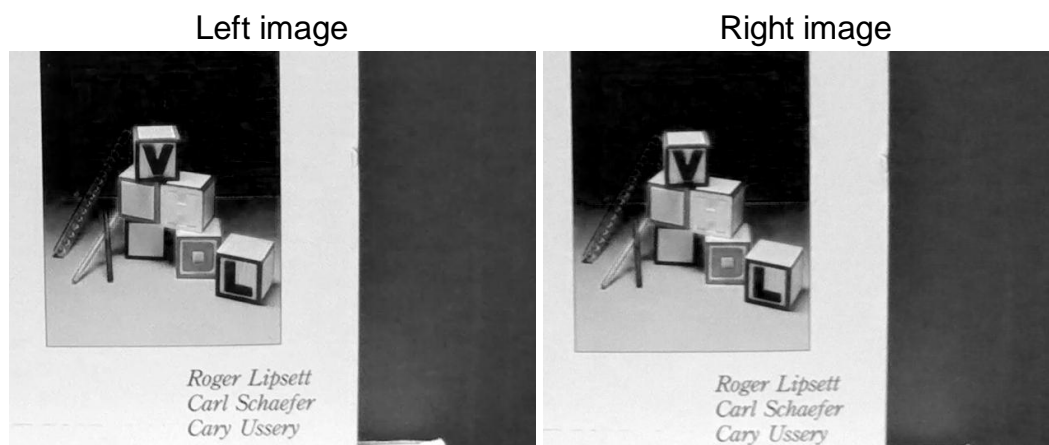 Left image
Right image
V
L
Roger Lipsett
Carl Schaefer
Cary Ussery
V
L
Roger Lipsett
Carl Schaefer
Cary Ussery